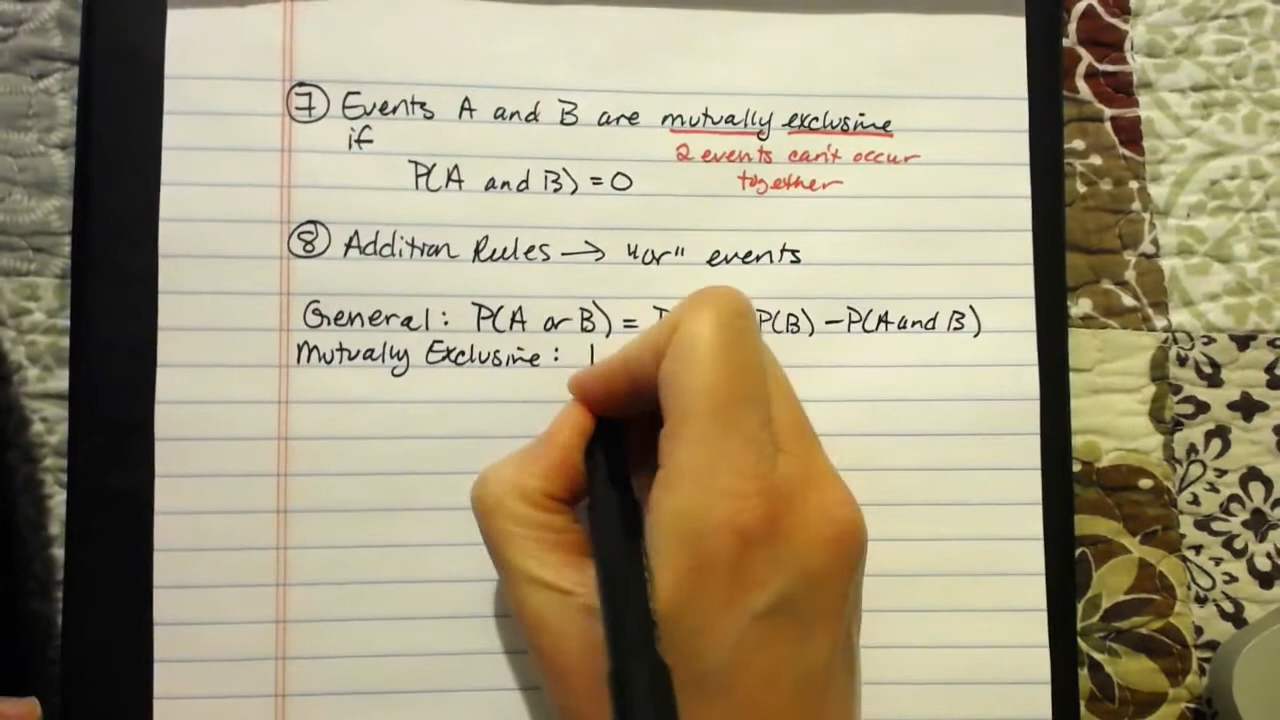 ⑦ Events A and B are mutually exclusive
if
2 events can't occur
P(A and B) = 0
together
⑧ Addition Rules → "or" events
General: P(A or B) = P(B) - P(A and B)
Mutually Exclusive: